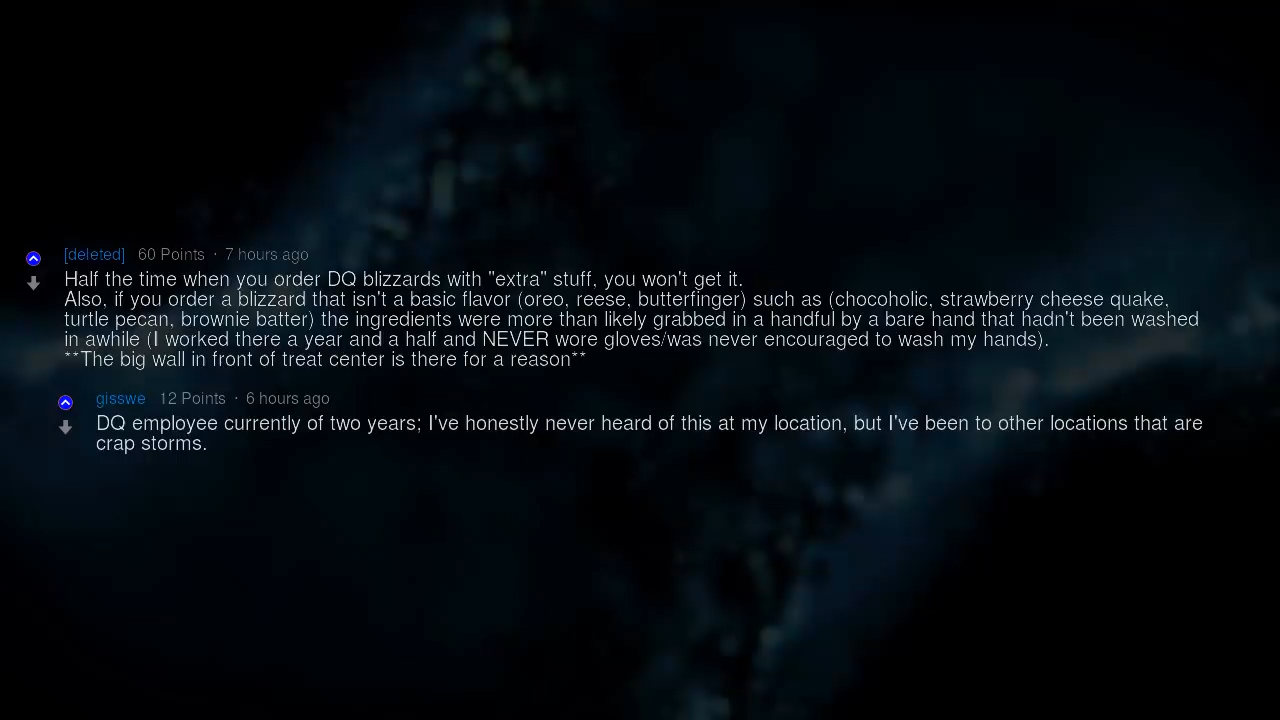 [deleted] 60 Points · 7 hours ago
Half the time when you order DQ blizzards with "extra" stuff, you won't get it.
Also, if you order a blizzard that isn't a basic flavor (oreo, reese, butterfinger) such as (chocoholic, strawberry cheese quake,
turtle pecan, brownie batter) the ingredients were more than likely grabbed in a handful by a bare hand that hadn't been washed
in awhile (I worked there a year and a half and NEVER wore gloves/was never encouraged to wash my hands).
**The big wall in front of treat center is there for a reason**
gisswe 12 Points · 6 hours ago
DQ employee currently of two years; I've honestly never heard of this at my location, but I've been to other locations that are
crap storms.